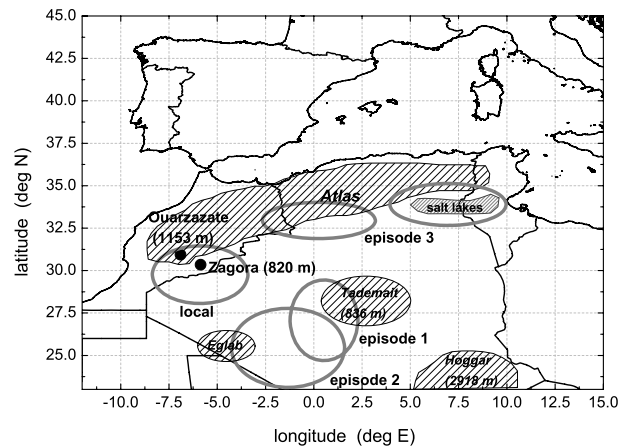 45.0
42.5
40.0
37.5
35.0
32.5
30.0
27.5
25.0
latitude (deg N)
Atlas
salt lakes
Ouarzazate
(1153 m)
episode 3
Zagora (820 m)
local
Tademait
(836 m)
episode 1
Eglab
episode 2
Hoggar
(2918 m)
-10.0 -7.5 -5.0 -2.5 0.0 2.5 5.0 7.5 10.0 12.5 15.0
longitude (deg E)